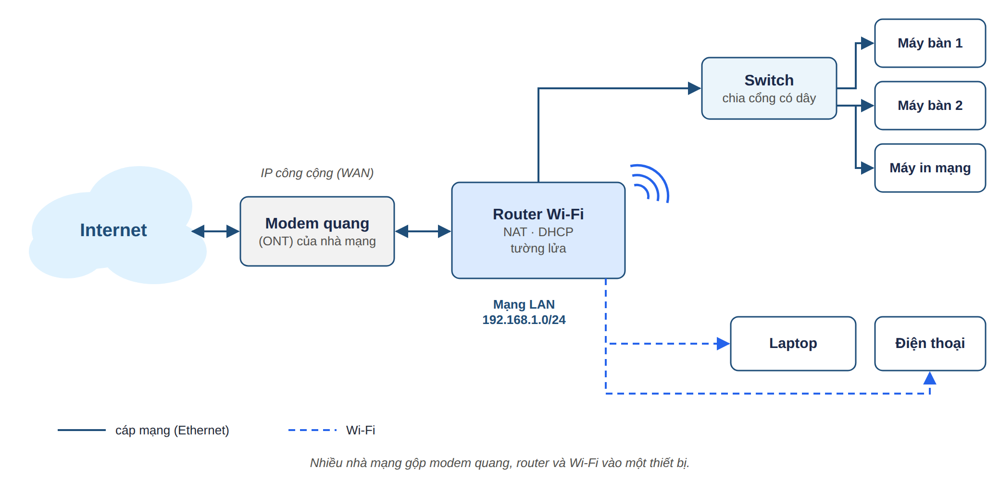 Máy bàn 1
Switch
chia cổng có dây
Máy bàn 2
Máy in mạng
IP công cộng (WAN)
Internet
Modem quang
(ONT) của nhà mạng
Router Wi-Fi
NAT · DHCP
tường lửa
Mạng LAN
192.168.1.0/24
Laptop
Điện thoại
cáp mạng (Ethernet)
Wi-Fi
Nhiều nhà mạng gộp modem quang, router và Wi-Fi vào một thiết bị.